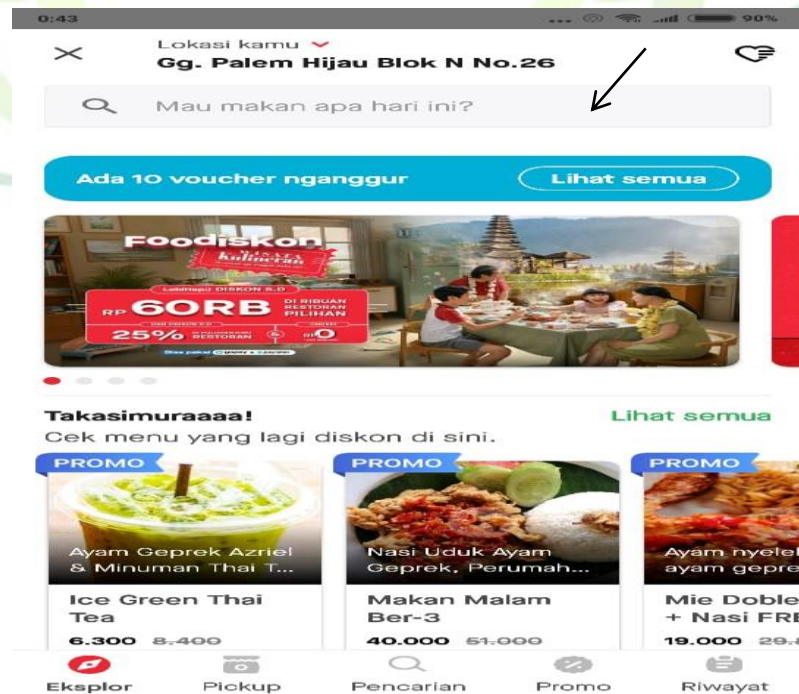 0:43
90%
Lokasi kamu
Gg. Palem Hijau Blok N No.26
Mau makan apa hari ini?
Ada 10 voucher nganggur
Lihat semua
Foodiskon
WISATA
kulineran
DISKON S.D
RP 60RB
DI RIBUAN
RESTORAN
PILIHAN
25%
RESTORAN
& RP0
Takasimuraaaa!
Lihat semua
Cek menu yang lagi diskon di sini.
PROMO
PROMO
PROMO
Ayam Geprek Azriel
& Minuman Thai T...
Nasi Uduk Ayam
Geprek, Perumah...
Ayam nyelel
ayam gepre
Ice Green Thai
Tea
Makan Malam
Ber-3
Mie Doble
+ Nasi FRE
6.300 8.400
40.000 51.000
19.000
Eksplor
Pickup
Pencarian
Promo
Riwayat